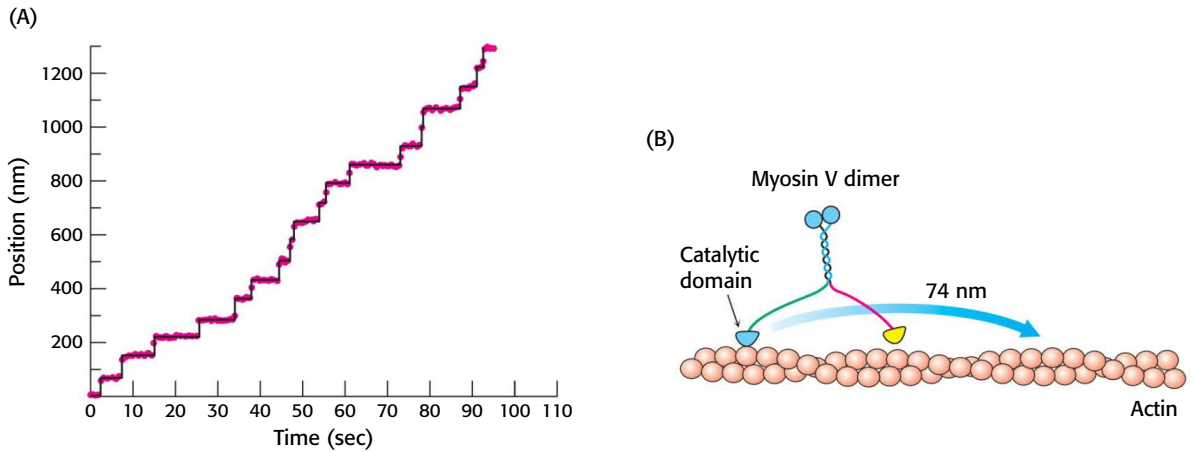 (A)
1200
1000
800
600
400
200
Position (nm)
0 10 20 30 40 50 60 70 80 90 100 110
Time (sec)
(B)
Myosin V dimer
Catalytic
domain
74 nm
Actin